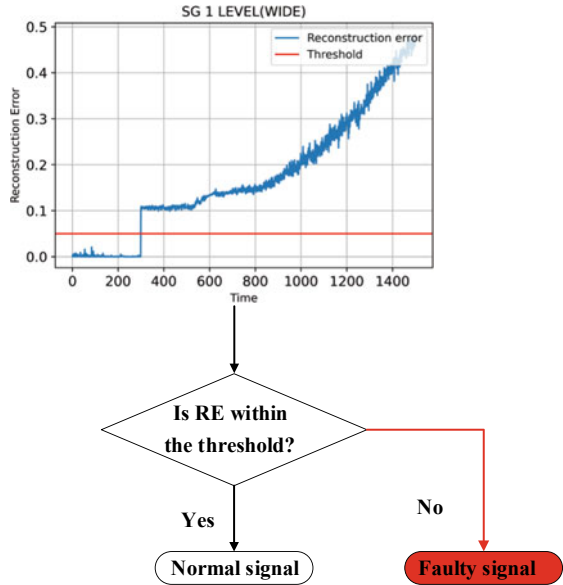 SG 1 LEVEL(WIDE)
0.5
0.4
0.3
0.2
0.1
0.0
Reconstruction Error
Reconstruction error
Threshold
0 200 400 600 800 1000 1200 1400
Time
Is RE within
the threshold?
Yes
No
Normal signal
Faulty signal